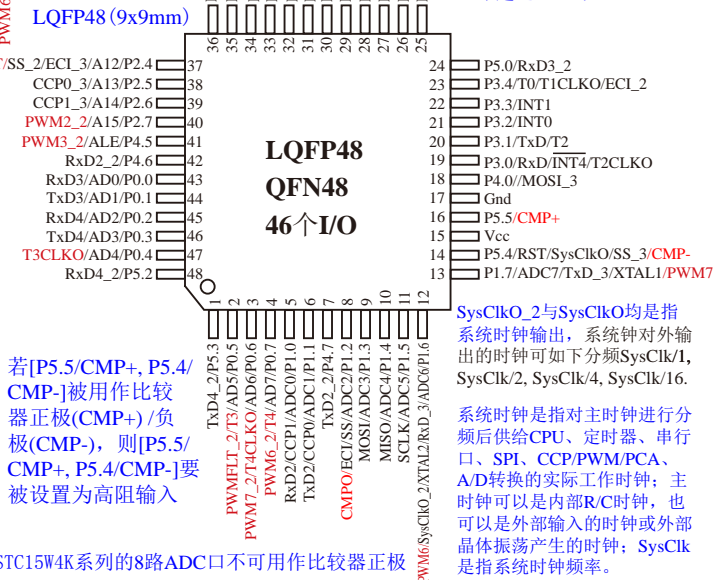 PWM6
LQFP48(9x9mm)
36 35 34 33 32 31 30 29 28 27 26 25
/SS_2/ECI_3/A12/P2.4 37
CCP0_3/A13/P2.5 38
CCP1_3/A14/P2.6 39
PWM2_2/A15/P2.7 40
PWM3_2/ALE/P4.5 41
RxD2_2/P4.6 42
RxD3/AD0/P0.0 43
TxD3/AD1/P0.1 44
RxD4/AD2/P0.2 45
TxD4/AD3/P0.3 46
T3CLKO/AD4/P0.4 47
RxD4_2/P5.2 48
LQFP48
QFN48
46个I/O
24 P5.0/RxD3_2
23 P3.4/T0/T1CLKO/ECI_2
22 P3.3/INT1
21 P3.2/INT0
20 P3.1/TxD/T2
19 P3.0/RxD/INT4/T2CLKO
18 P4.0//MOSI_3
17 Gnd
16 P5.5/CMP+
15 Vcc
14 P5.4/RST/SysClkO/SS_3/CMP-
13 P1.7/ADC7/TxD_3/XTAL1/PWM7
1 TxD4_2/P5.3
2 PWMFLT_2/T3/AD5/P0.5
3 PWM7_2/T4CLKO/AD6/P0.6
4 PWM6_2/T4/AD7/P0.7
5 RxD2/CCP1/ADC0/P1.0
6 TxD2/CCP0/ADC1/P1.1
7 TxD2_2/P4.7
8 CMPO/ECI/SS/ADC2/P1.2
9 MOSI/ADC3/P1.3
10 MISO/ADC4/P1.4
11 SCLK/ADC5/P1.5
12 PWM6/SysClkO_2/XTAL2/RxD_3/ADC6/P1.6
若[P5.5/CMP+, P5.4/
CMP-]被用作比较
器正极(CMP+) /负
极(CMP-)，则[P5.5/
CMP+, P5.4/CMP-]要
被设置为高阻输入
STC15W4K系列的8路ADC口不可用作比较器正极
SysClkO_2与SysClkO均是指
系统时钟输出，系统钟对外输
出的时钟可如下分频SysClk/1,
SysClk/2, SysClk/4, SysClk/16.
系统时钟是指对主时钟进行分
频后供给CPU、定时器、串行
口、SPI、CCP/PWM/PCA、
A/D转换的实际工作时钟；主
时钟可以是内部R/C时钟，也
可以是外部输入的时钟或外部
晶体振荡产生的时钟；SysClk
是指系统时钟频率。